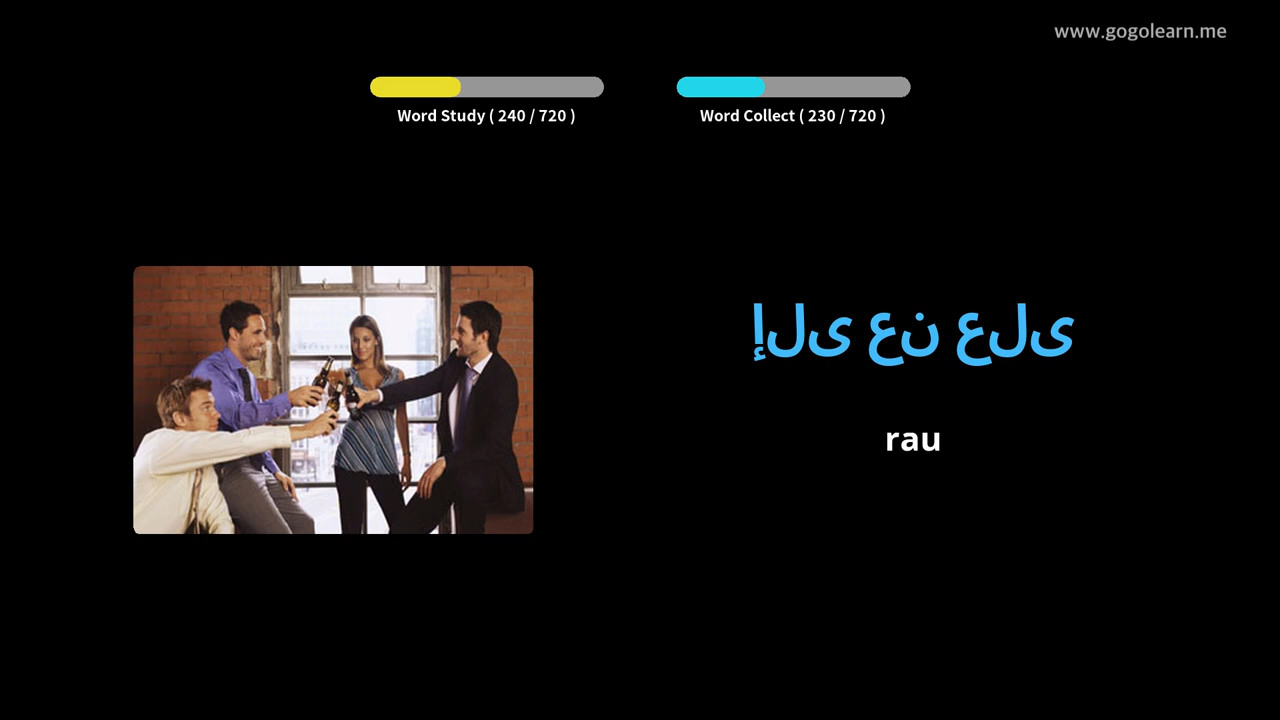 www.gogolearn.me
Word Study ( 240 / 720 )
Word Collect ( 230 / 720 )
إلى عن على
rau